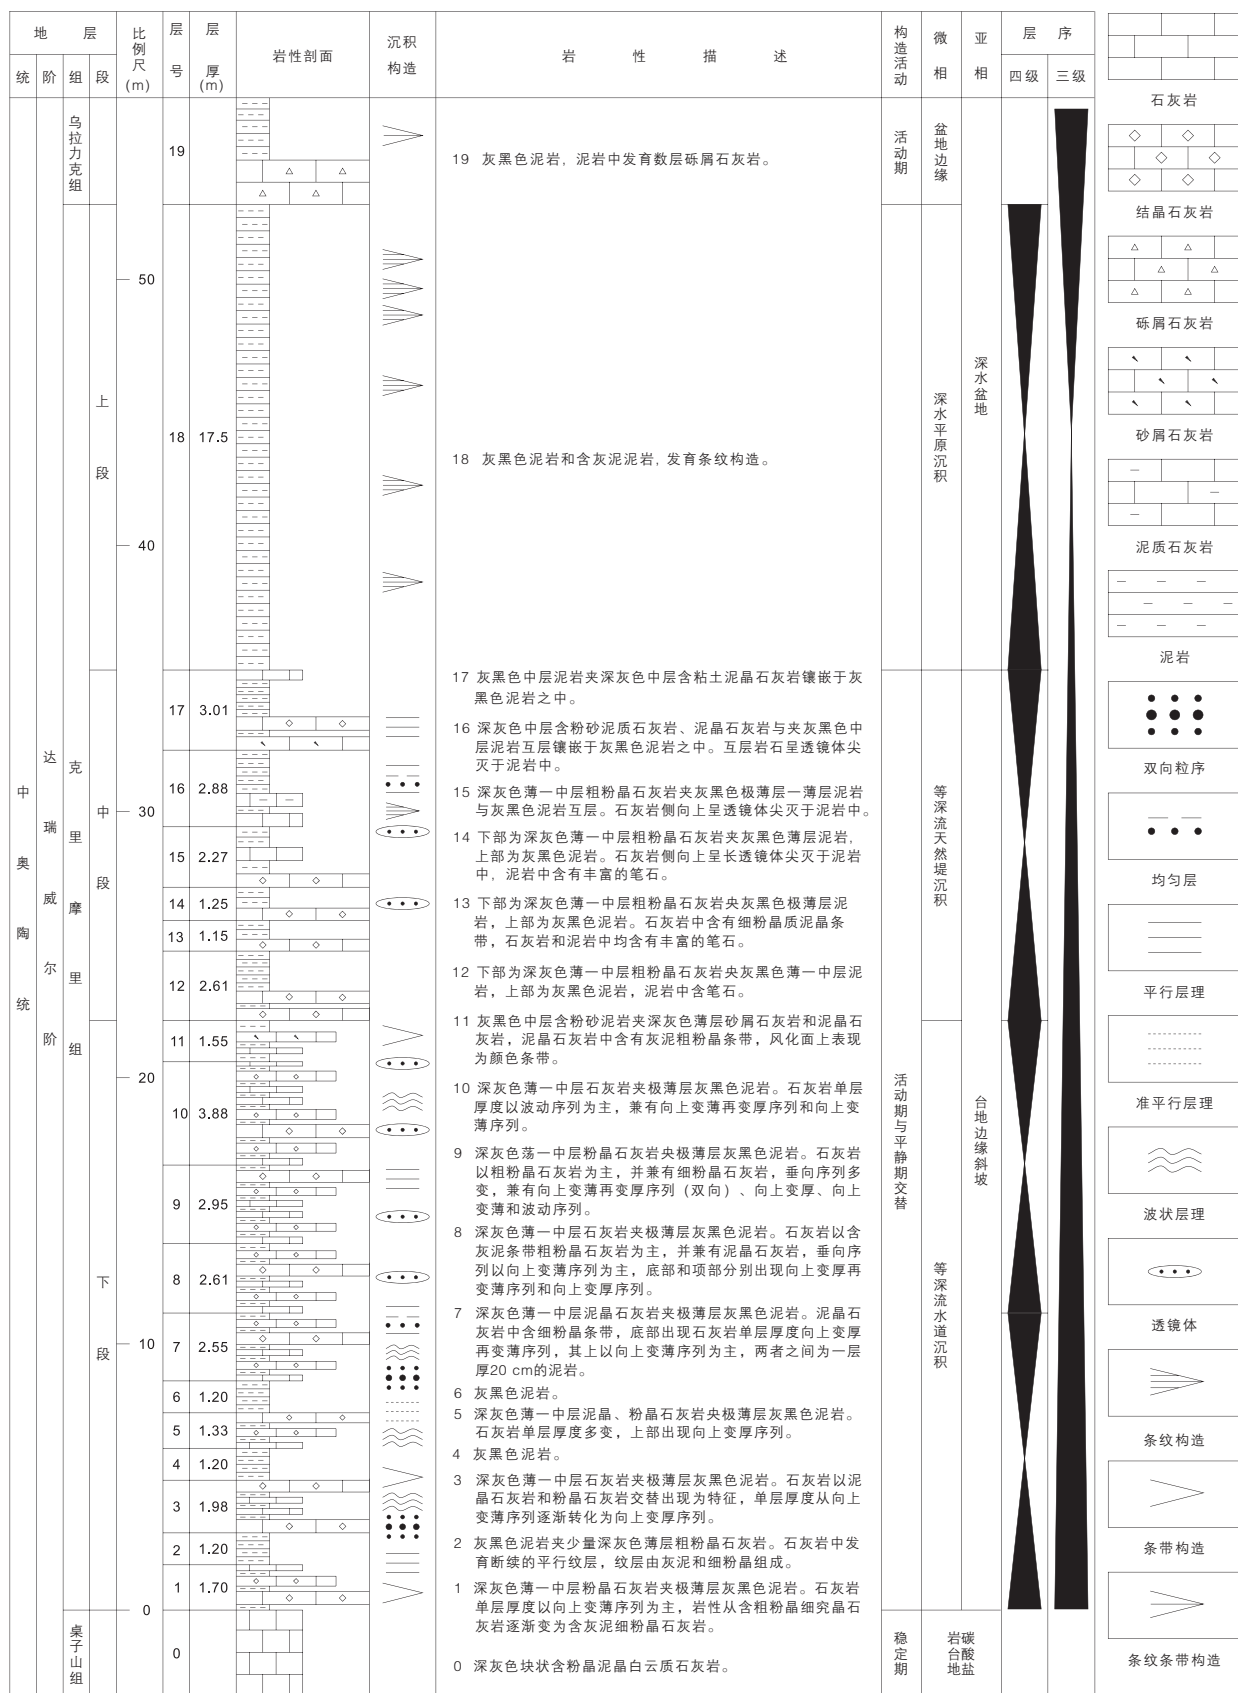 地 层
比例尺(m)
层号
层厚(m)
岩性剖面
沉积构造
岩 性 描 述
构造活动
微相
亚相
层 序
统 阶 组 段
四级 三级
中奥陶统
达瑞威尔阶
乌拉力克组
克里摩里组
桌子山组
上段
中段
下段
50
40
30
20
10
0
19
18 17.5
17 3.01
16 2.88
15 2.27
14 1.25
13 1.15
12 2.61
11 1.55
10 3.88
9 2.95
8 2.61
7 2.55
6 1.20
5 1.33
4 1.20
3 1.98
2 1.20
1 1.70
0
19 灰黑色泥岩，泥岩中发育数层砾屑石灰岩。
18 灰黑色泥岩和含灰泥泥岩，发育条纹构造。
17 灰黑色中层泥岩夹深灰色中层含粘土泥晶石灰岩镶嵌于灰
黑色泥岩之中。
16 深灰色中层含粉砂泥质石灰岩、泥晶石灰岩与夹灰黑色中
层泥岩互层镶嵌于灰黑色泥岩之中。互层岩石呈透镜体尖
灭于泥岩中。
15 深灰色薄一中层粗粉晶石灰岩夹灰黑色极薄层一薄层泥岩
与灰黑色泥岩互层。石灰岩侧向上呈透镜体尖灭于泥岩中。
14 下部为深灰色薄一中层粗粉晶石灰岩夹灰黑色薄层泥岩，
上部为灰黑色泥岩。石灰岩侧向上呈长透镜体尖灭于泥岩
中，泥岩中含有丰富的笔石。
13 下部为深灰色薄一中层粗粉晶石灰岩央灰黑色极薄层泥
岩，上部为灰黑色泥岩。石灰岩中含有细粉晶质泥晶条
带，石灰岩和泥岩中均含有丰富的笔石。
12 下部为深灰色薄一中层粗粉晶石灰岩央灰黑色薄一中层泥
岩，上部为灰黑色泥岩，泥岩中含笔石。
11 灰黑色中层含粉砂泥岩夹深灰色薄层砂屑石灰岩和泥晶石
灰岩，泥晶石灰岩中含有灰泥粗粉晶条带，风化面上表现
为颜色条带。
10 深灰色薄一中层石灰岩夹极薄层灰黑色泥岩。石灰岩单层
厚度以波动序列为主，兼有向上变薄再变厚序列和向上变
薄序列。
9 深灰色荡一中层粉晶石灰岩央极薄层灰黑色泥岩。石灰岩
以粗粉晶石灰岩为主，并兼有细粉晶石灰岩，垂向序列多
变，兼有向上变薄再变厚序列（双向）、向上变厚、向上
变薄和波动序列。
8 深灰色薄一中层石灰岩夹极薄层灰黑色泥岩。石灰岩以含
灰泥条带粗粉晶石灰岩为主，并兼有泥晶石灰岩，垂向序
列以向上变薄序列为主，底部和项部分别出现向上变厚再
变薄序列和向上变厚序列。
7 深灰色薄一中层泥晶石灰岩夹极薄层灰黑色泥岩。泥晶石
灰岩中含细粉晶条带，底部出现石灰岩单层厚度向上变厚
再变薄序列，其上以向上变薄序列为主，两者之间为一层
厚20 cm的泥岩。
6 灰黑色泥岩。
5 深灰色薄一中层泥晶、粉晶石灰岩央极薄层灰黑色泥岩。
石灰岩单层厚度多变，上部出现向上变厚序列。
4 灰黑色泥岩。
3 深灰色薄一中层石灰岩夹极薄层灰黑色泥岩。石灰岩以泥
晶石灰岩和粉晶石灰岩交替出现为特征，单层厚度从向上
变薄序列逐渐转化为向上变厚序列。
2 灰黑色泥岩夹少量深灰色薄层粗粉晶石灰岩。石灰岩中发
育断续的平行纹层，纹层由灰泥和细粉晶组成。
1 深灰色薄一中层粉晶石灰岩夹极薄层灰黑色泥岩。石灰岩
单层厚度以向上变薄序列为主，岩性从含粗粉晶细究晶石
灰岩逐渐变为含灰泥细粉晶石灰岩。
0 深灰色块状含粉晶泥晶白云质石灰岩。
活动期
活动期与平静期交替
稳定期
盆地边缘
深水平原沉积
等深流天然堤沉积
等深流水道沉积
深水盆地
台地边缘斜坡
碳酸盐岩台地
石灰岩
结晶石灰岩
砾屑石灰岩
砂屑石灰岩
泥质石灰岩
泥岩
双向粒序
均匀层
平行层理
准平行层理
波状层理
透镜体
条纹构造
条带构造
条纹条带构造